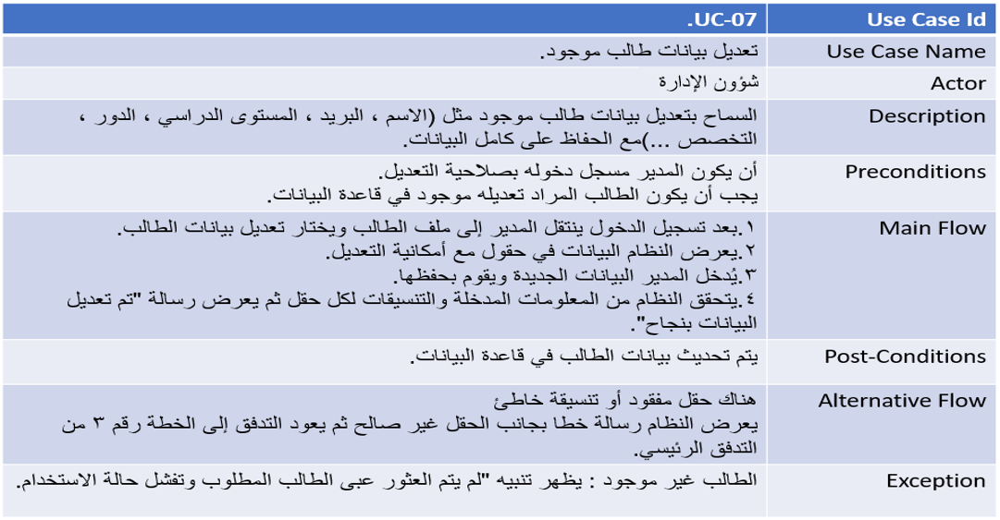 Use Case Id UC-07.
Use Case Name تعديل بيانات طالب موجود.
Actor شؤون الإدارة
Description السماح بتعديل بيانات طالب موجود مثل (الاسم ، البريد ، المستوى الدراسي ، الدور ،
التخصص ...)مع الحفاظ على كامل البيانات.
Preconditions أن يكون المدير مسجل دخوله بصلاحية التعديل.
يجب أن يكون الطالب المراد تعديله موجود في قاعدة البيانات.
Main Flow ١.بعد تسجيل الدخول ينتقل المدير إلى ملف الطالب ويختار تعديل بيانات الطالب.
٢.يعرض النظام البيانات في حقول مع أمكانية التعديل.
٣.يُدخل المدير البيانات الجديدة ويقوم بحفظها.
٤.يتحقق النظام من المعلومات المدخلة والتنسيقات لكل حقل ثم يعرض رسالة "تم تعديل
البيانات بنجاح".
Post-Conditions يتم تحديث بيانات الطالب في قاعدة البيانات.
Alternative Flow هناك حقل مفقود أو تنسيقة خاطئ
يعرض النظام رسالة خطا بجانب الحقل غير صالح ثم يعود التدفق إلى الخطة رقم ٣ من
التدفق الرئيسي.
Exception الطالب غير موجود : يظهر تنبيه "لم يتم العثور عبى الطالب المطلوب وتفشل حالة الاستخدام.